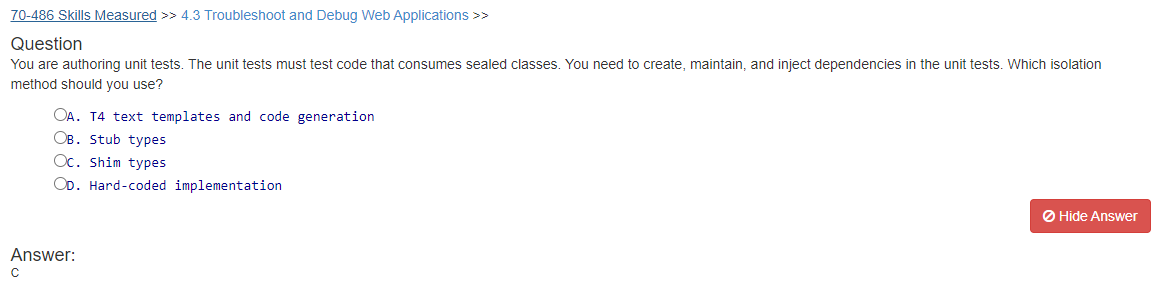 70-486 Skills Measured >> 4.3 Troubleshoot and Debug Web Applications >>
Question
You are authoring unit tests. The unit tests must test code that consumes sealed classes. You need to create, maintain, and inject dependencies in the unit tests. Which isolation
method should you use?
A. T4 text templates and code generation
B. Stub types
C. Shim types
D. Hard-coded implementation
Hide Answer
Answer:
C